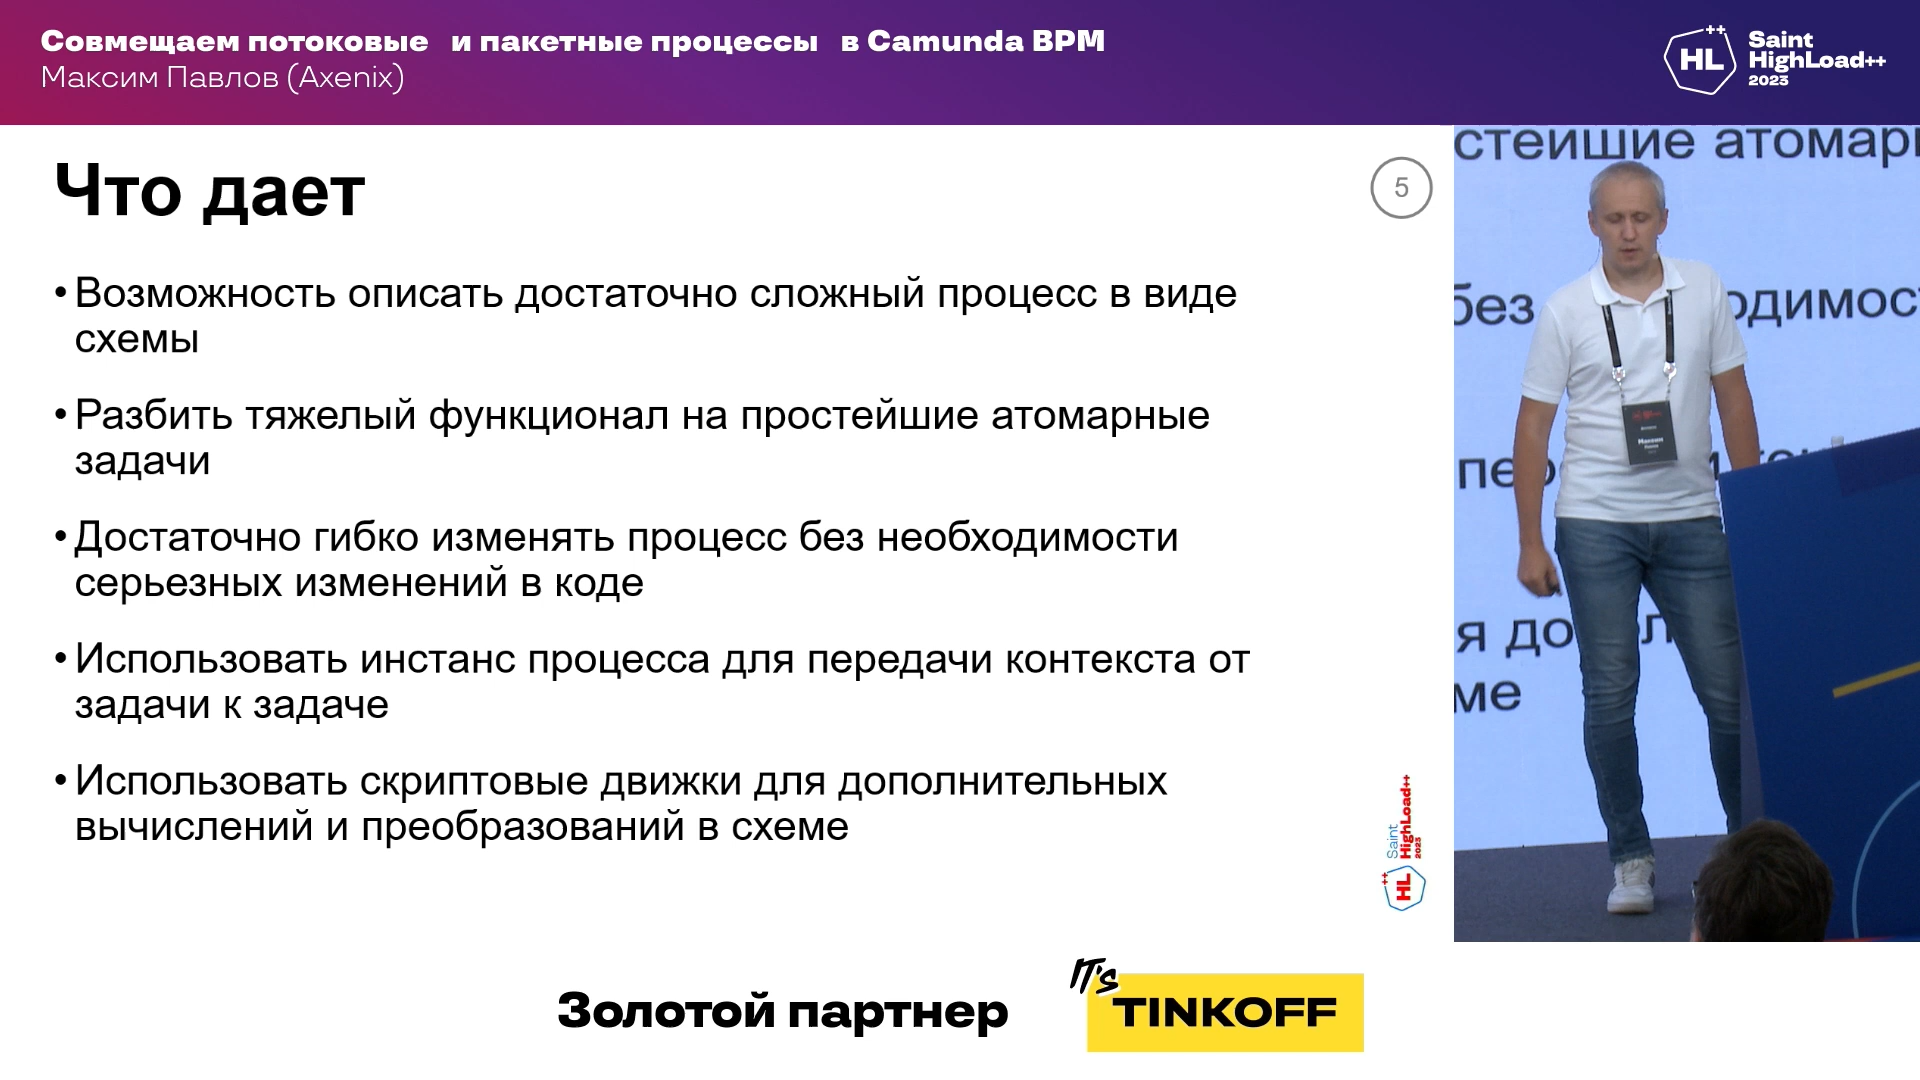 Совмещаем потоковые и пакетные процессы в Camunda BPM
Максим Павлов (Axenix)
HL++
Saint
HighLoad++
2023
Что дает
5
• Возможность описать достаточно сложный процесс в виде
схемы
• Разбить тяжелый функционал на простейшие атомарные
задачи
• Достаточно гибко изменять процесс без необходимости
серьезных изменений в коде
• Использовать инстанс процесса для передачи контекста от
задачи к задаче
• Использовать скриптовые движки для дополнительных
вычислений и преобразований в схеме
HL++
Saint
HighLoad++
2023
стейшие атомар
без
одимос
я до
ме
Максим
Золотой партнер
IT's
TINKOFF